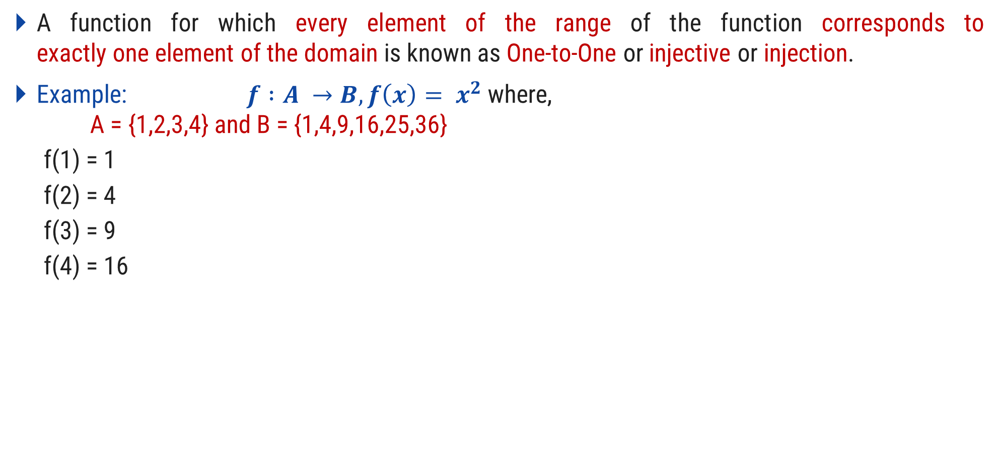 A function for which every element of the range of the function corresponds to
exactly one element of the domain is known as One-to-One or injective or injection.
Example: f : A → B, f(x) = x² where,
A = {1,2,3,4} and B = {1,4,9,16,25,36}
f(1) = 1
f(2) = 4
f(3) = 9
f(4) = 16